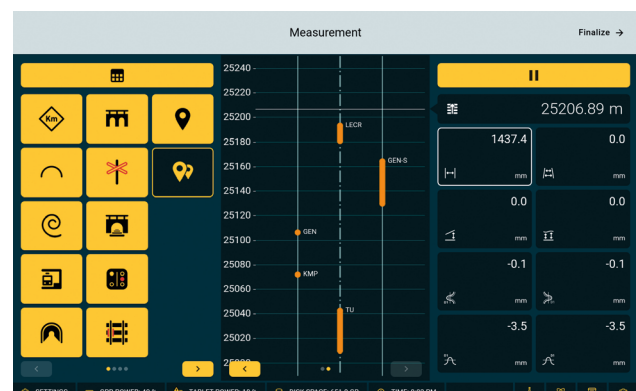 Measurement
Finalize →
25240
25220
25200
25180
25160
25140
25120
25100
25080
25060
25040
25020
Km
LECR
GEN-S
GEN
KMP
TU
25206.89 m
1437.4
mm
0.0
mm
0.0
mm
0.0
mm
-0.1
mm
-0.1
mm
-3.5
mm
-3.5
mm
SETTINGS